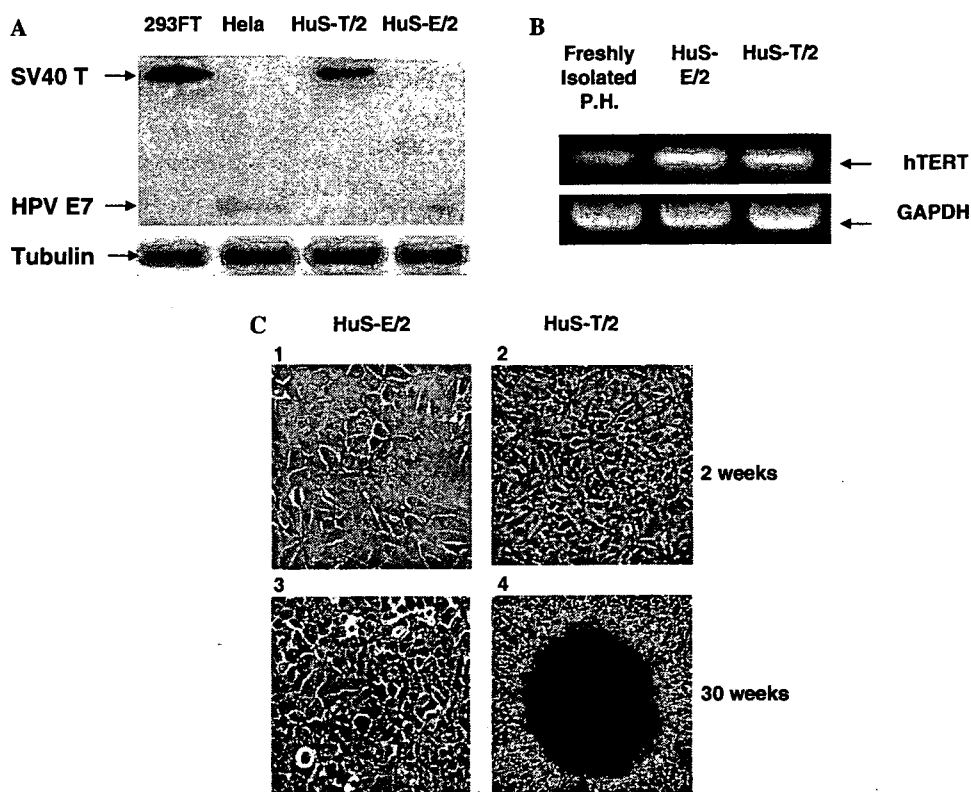 A
293FT Hela HuS-T/2 HuS-E/2
SV40 T
HPV E7
Tubulin
B
Freshly
Isolated
P.H.
HuS-
E/2
HuS-T/2
hTERT
GAPDH
C
HuS-E/2 HuS-T/2
1 2
2 weeks
3 4
30 weeks